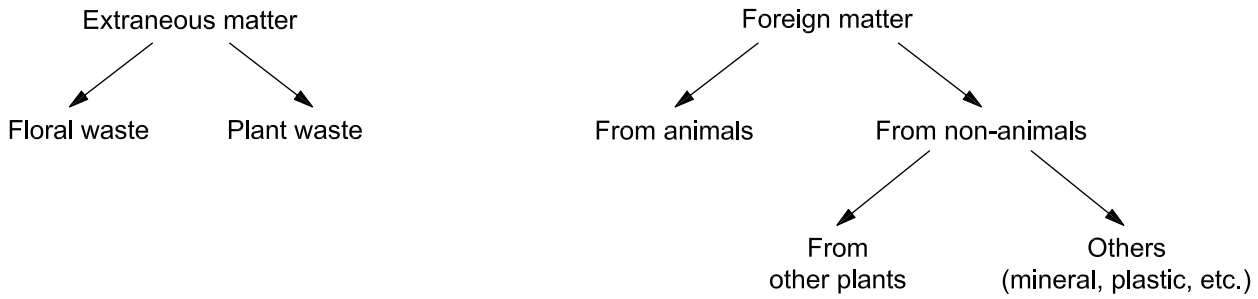 Extraneous matter
Foreign matter
Floral waste
Plant waste
From animals
From non-animals
From
other plants
Others
(mineral, plastic, etc.)